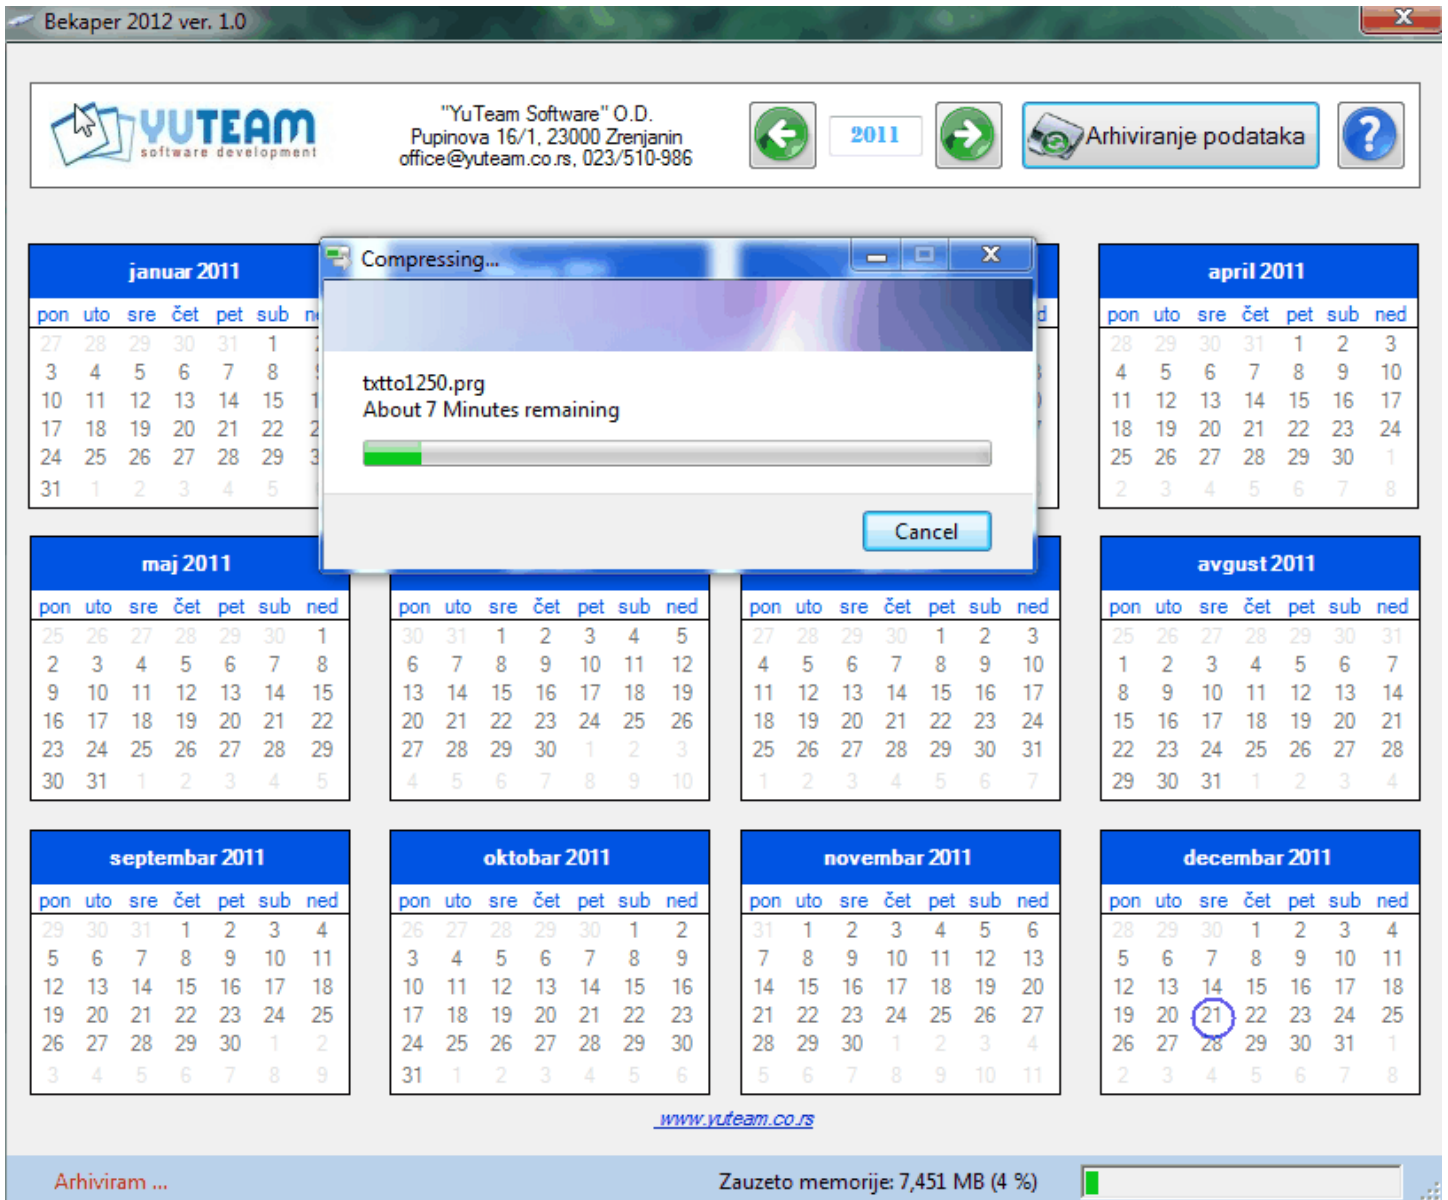 Bekaper 2012 ver. 1.0
YUTEAM
software development
"YuTeam Software" O.D.
Pupinova 16/1, 23000 Zrenjanin
office@yuteam.co.rs, 023/510-986
2011
Arhiviranje podataka
?
januar 2011
pon uto sre čet pet sub
27 28 29 30 31 1
3 4 5 6 7 8
10 11 12 13 14 15
17 18 19 20 21 22
24 25 26 27 28 29
31 1 2 3 4 5
Compressing...
txtto1250.prg
About 7 Minutes remaining
Cancel
april 2011
pon uto sre čet pet sub ned
28 29 30 31 1 2 3
4 5 6 7 8 9 10
11 12 13 14 15 16 17
18 19 20 21 22 23 24
25 26 27 28 29 30 1
2 3 4 5 6 7 8
maj 2011
pon uto sre čet pet sub ned
25 26 27 28 29 30 1
2 3 4 5 6 7 8
9 10 11 12 13 14 15
16 17 18 19 20 21 22
23 24 25 26 27 28 29
30 31 1 2 3 4 5
pon uto sre čet pet sub ned
30 31 1 2 3 4 5
6 7 8 9 10 11 12
13 14 15 16 17 18 19
20 21 22 23 24 25 26
27 28 29 30 1 2 3
4 5 6 7 8 9 10
pon uto sre čet pet sub ned
27 28 29 30 1 2 3
4 5 6 7 8 9 10
11 12 13 14 15 16 17
18 19 20 21 22 23 24
25 26 27 28 29 30 31
1 2 3 4 5 6 7
avgust 2011
pon uto sre čet pet sub ned
25 26 27 28 29 30 31
1 2 3 4 5 6 7
8 9 10 11 12 13 14
15 16 17 18 19 20 21
22 23 24 25 26 27 28
29 30 31 1 2 3 4
septembar 2011
pon uto sre čet pet sub ned
29 30 31 1 2 3 4
5 6 7 8 9 10 11
12 13 14 15 16 17 18
19 20 21 22 23 24 25
26 27 28 29 30 1 2
3 4 5 6 7 8 9
oktobar 2011
pon uto sre čet pet sub ned
26 27 28 29 30 1 2
3 4 5 6 7 8 9
10 11 12 13 14 15 16
17 18 19 20 21 22 23
24 25 26 27 28 29 30
31 1 2 3 4 5 6
novembar 2011
pon uto sre čet pet sub ned
31 1 2 3 4 5 6
7 8 9 10 11 12 13
14 15 16 17 18 19 20
21 22 23 24 25 26 27
28 29 30 1 2 3 4
5 6 7 8 9 10 11
decembar 2011
pon uto sre čet pet sub ned
28 29 30 1 2 3 4
5 6 7 8 9 10 11
12 13 14 15 16 17 18
19 20 21 22 23 24 25
26 27 28 29 30 31 1
2 3 4 5 6 7 8
www.yuteam.co.rs
Arhiviram ...
Zauzeto memorije: 7,451 MB (4 %)